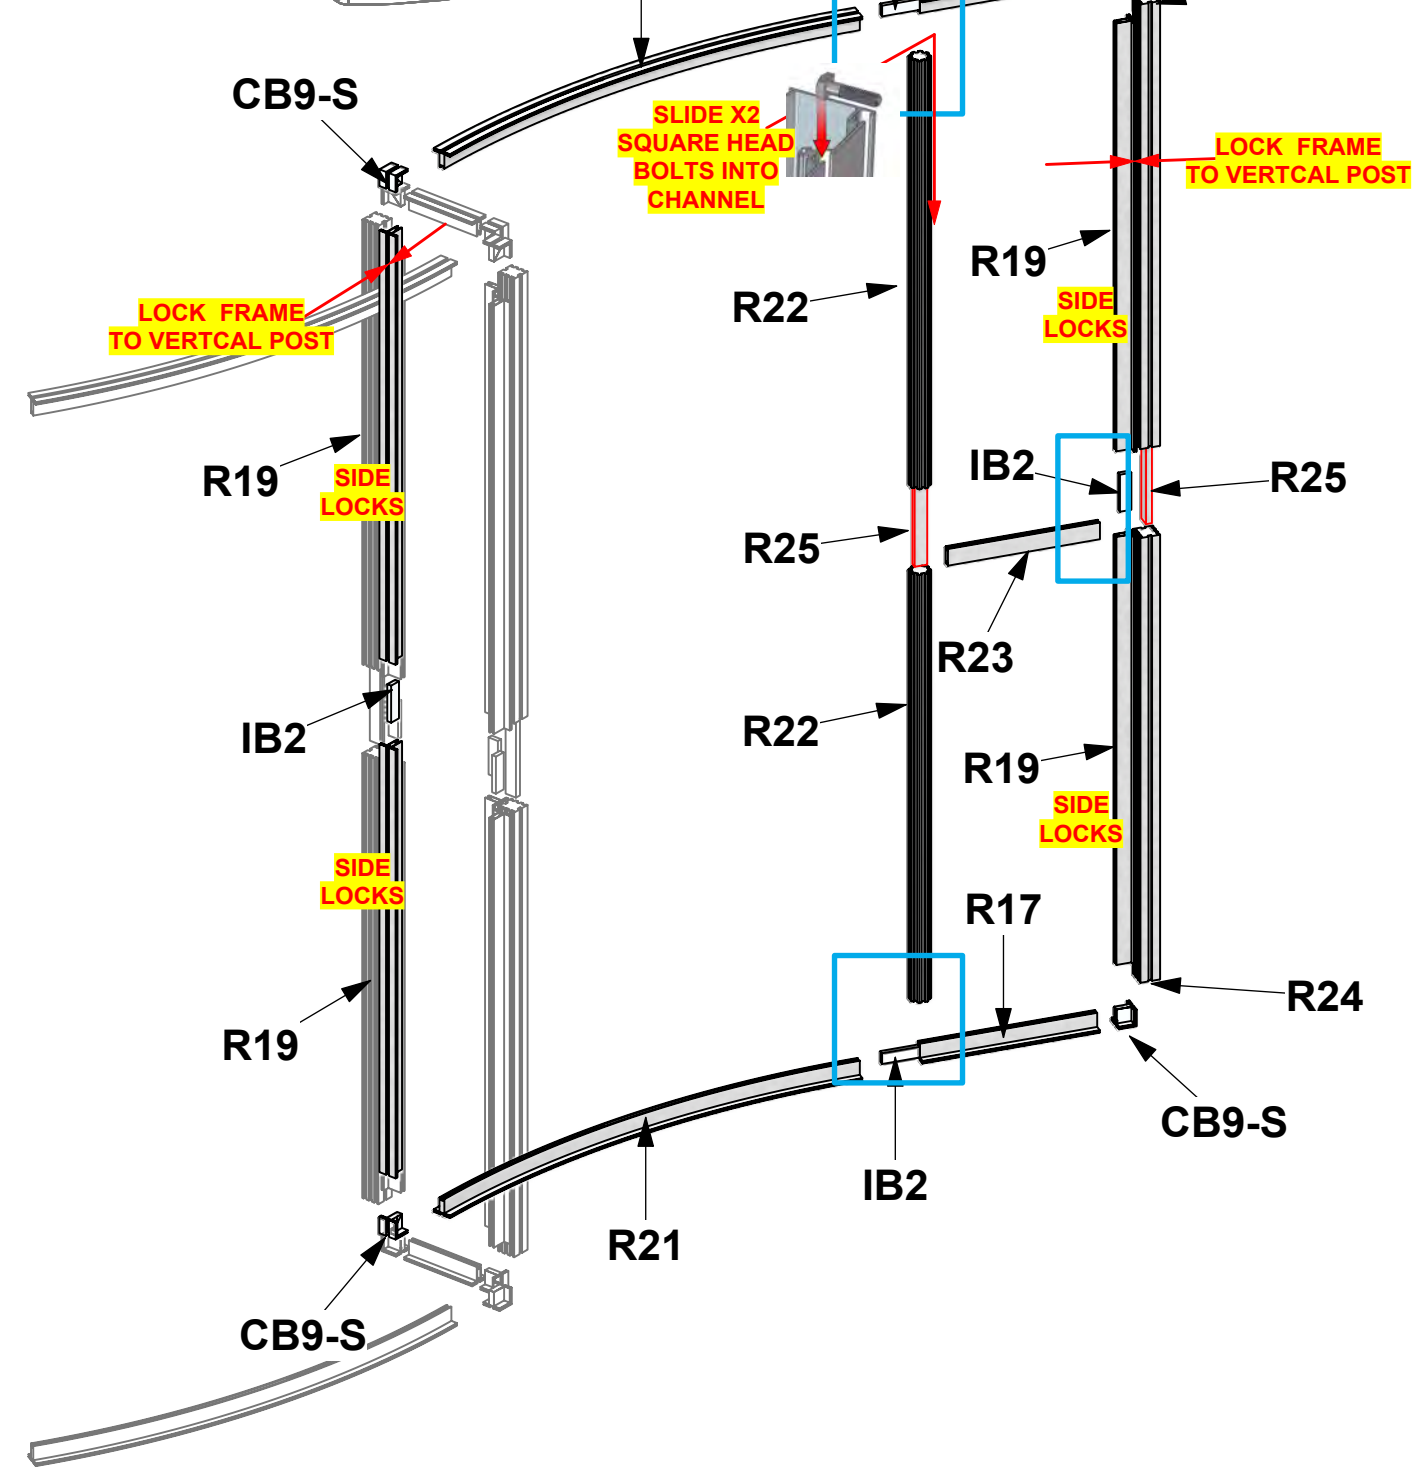 CB9-S
SLIDE X2
SQUARE HEAD
BOLTS INTO
CHANNEL
LOCK FRAME
TO VERTCAL POST
R19
R22
SIDE
LOCKS
LOCK FRAME
TO VERTCAL POST
R19
SIDE
LOCKS
IB2
R25
R25
R23
IB2
R22
R19
SIDE
LOCKS
SIDE
LOCKS
R17
R24
R19
CB9-S
IB2
R21
CB9-S